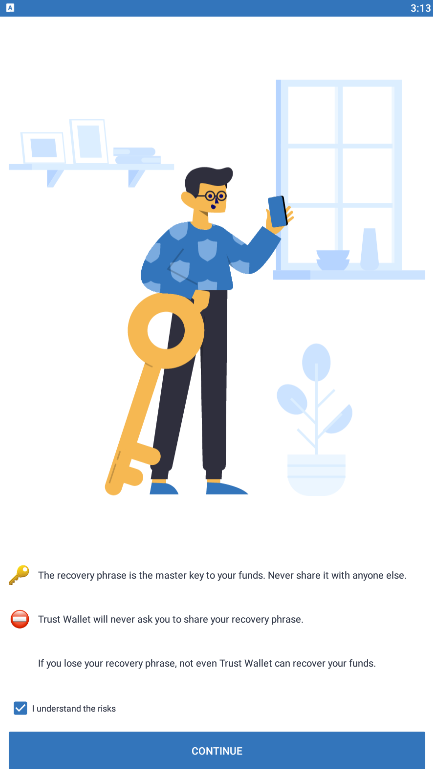 A
3:13
The recovery phrase is the master key to your funds. Never share it with anyone else.
Trust Wallet will never ask you to share your recovery phrase.
If you lose your recovery phrase, not even Trust Wallet can recover your funds.
I understand the risks
CONTINUE